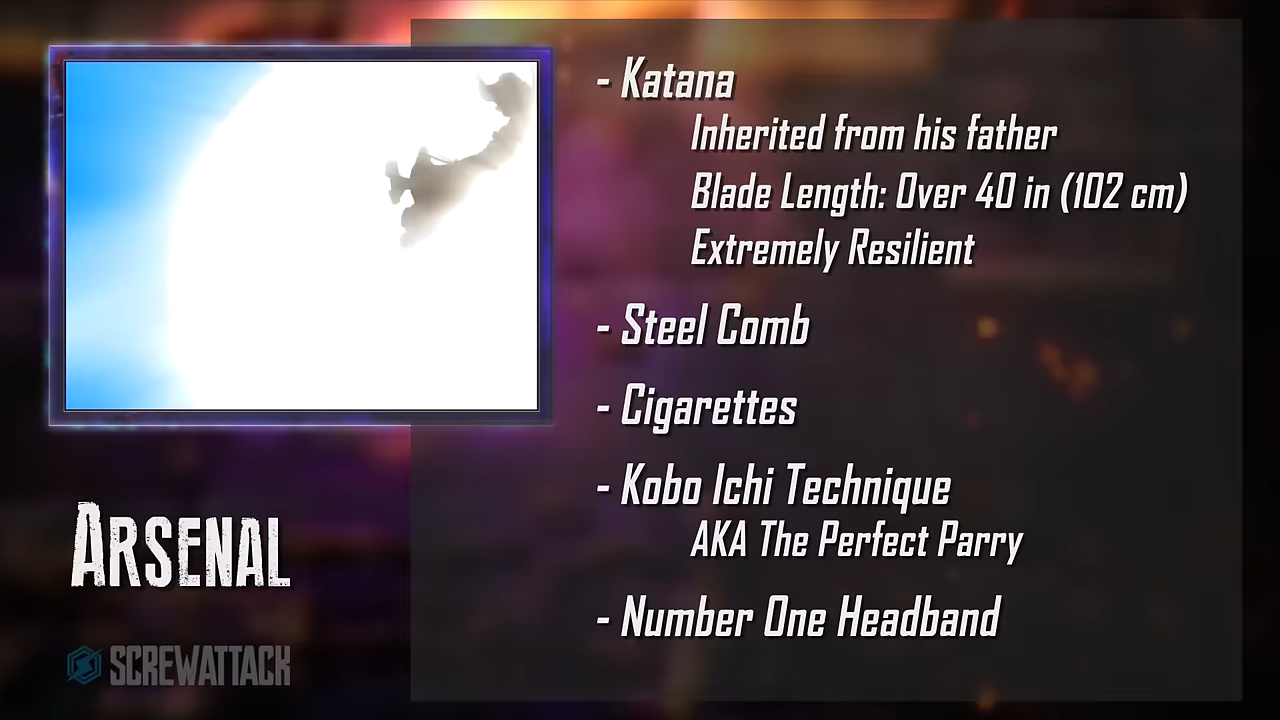 - Katana
Inherited from his father
Blade Length: Over 40 in (102 cm)
Extremely Resilient
- Steel Comb
- Cigarettes
- Kobo Ichi Technique
AKA The Perfect Parry
- Number One Headband
Arsenal
SCREWATTACK